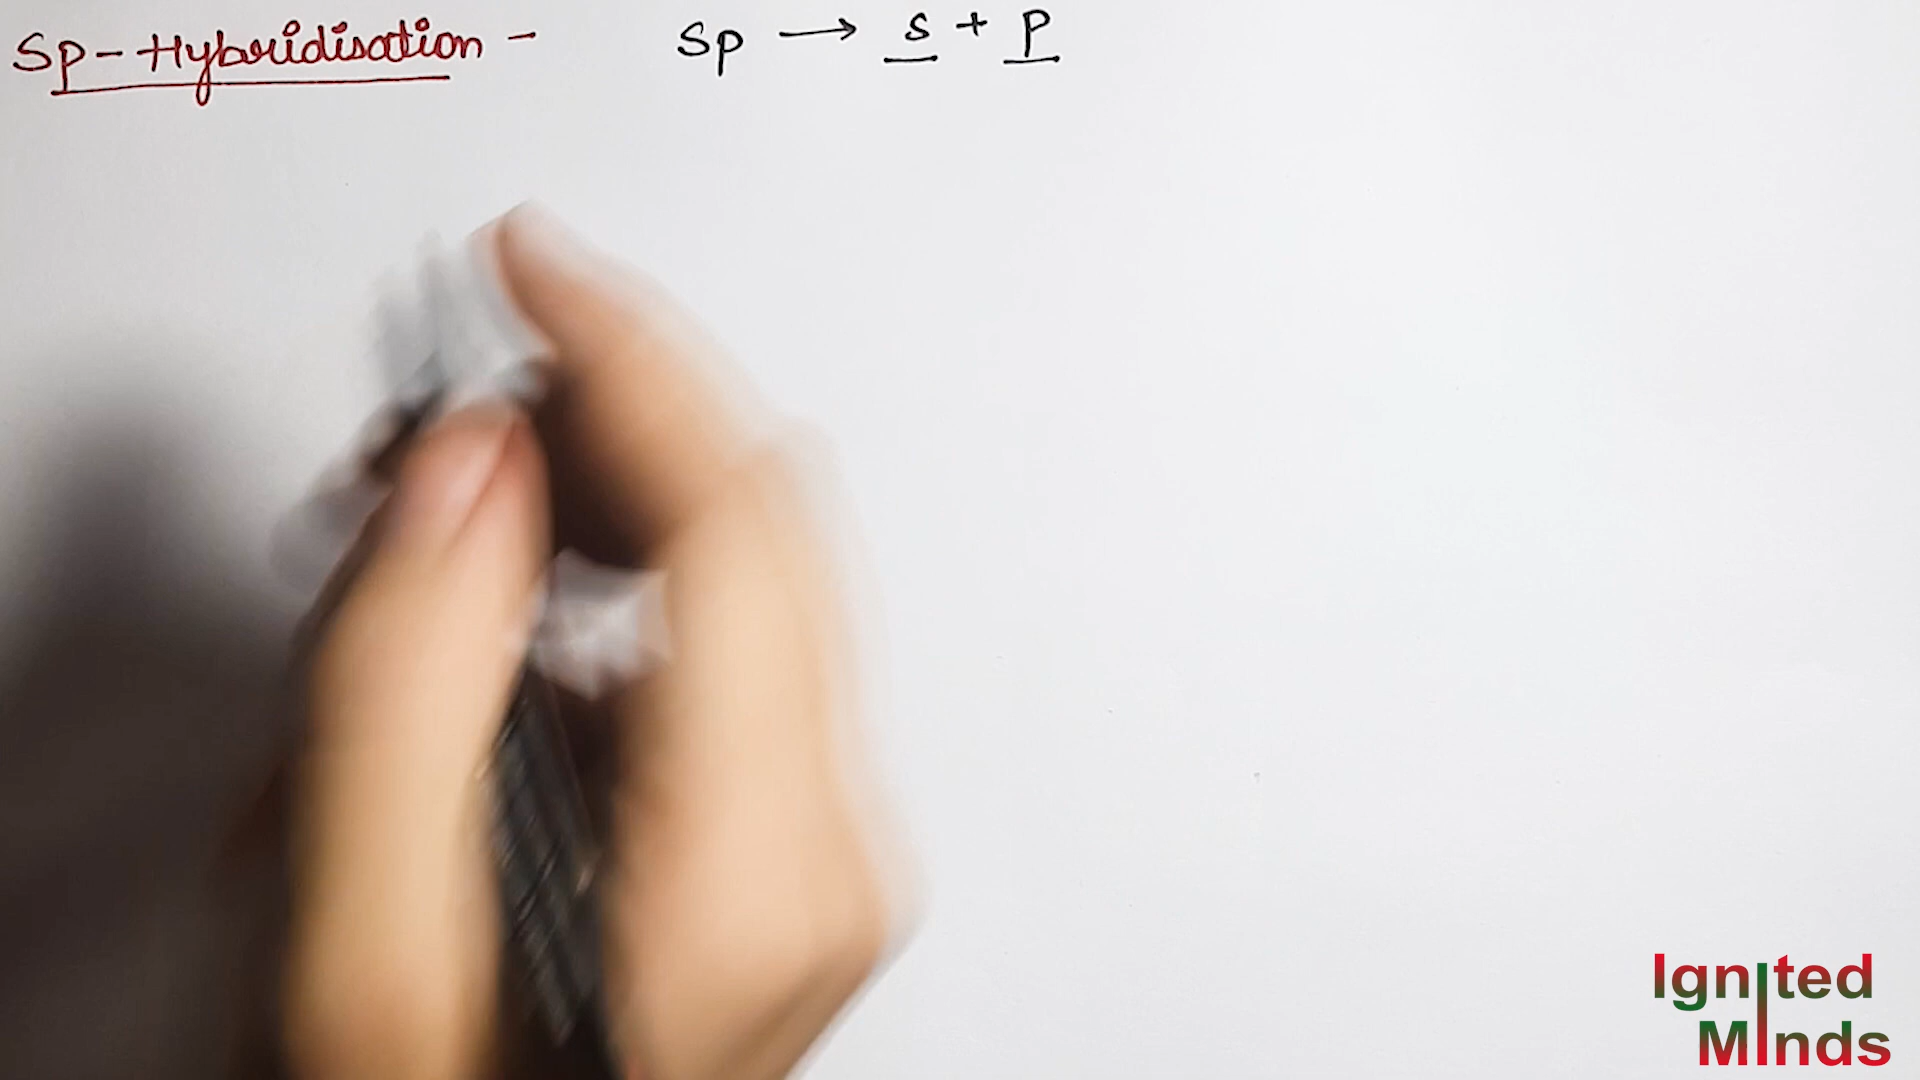 Sp-Hybridisation - Sp → s + p
Ignited
Minds